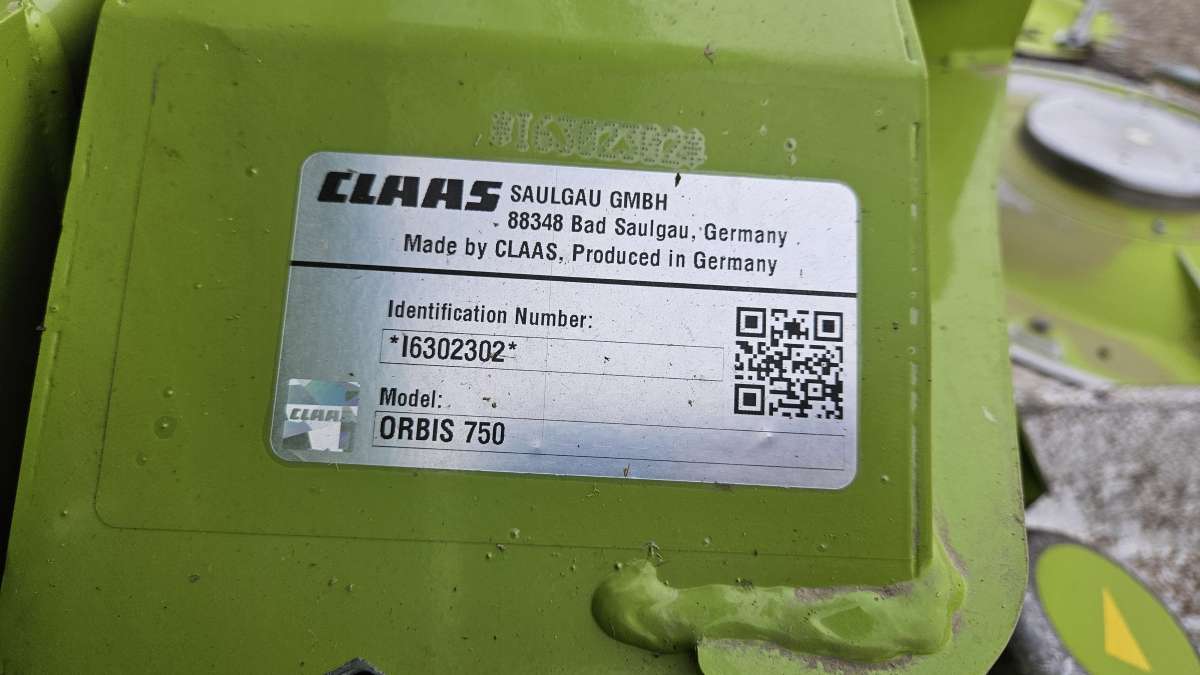 *I6302302*
CLAAS SAULGAU GMBH
88348 Bad Saulgau, Germany
Made by CLAAS, Produced in Germany
Identification Number:
*I6302302*
Model:
CLAAS
ORBIS 750